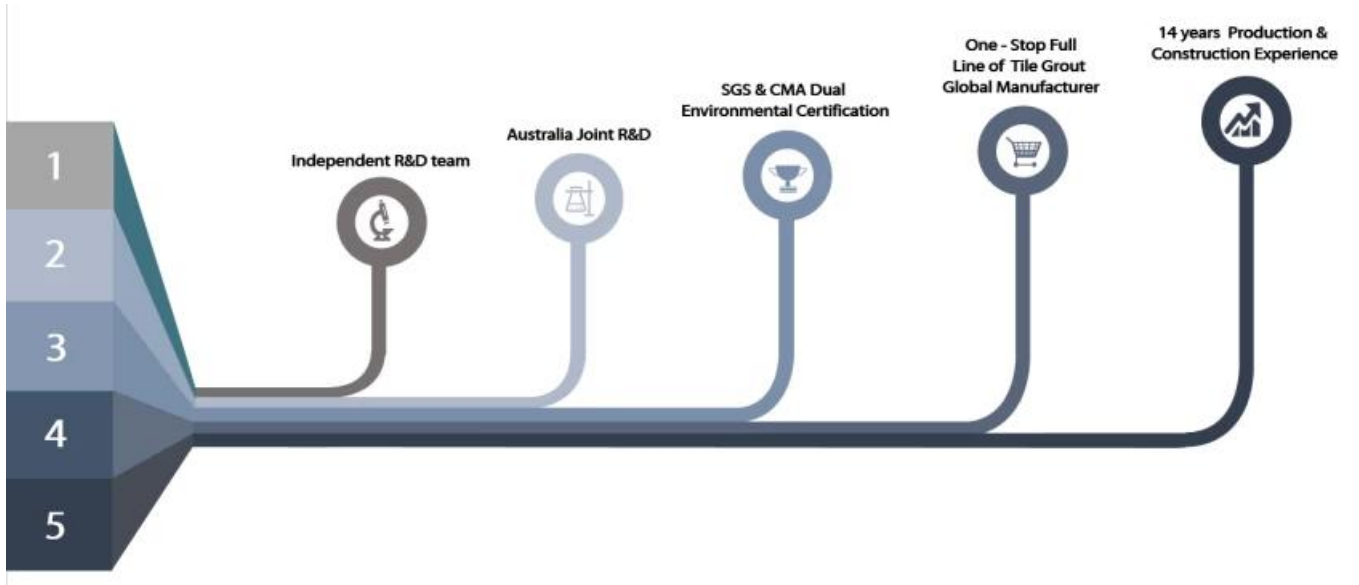 1
2
3
4
5
Independent R&D team
Australia Joint R&D
SGS & CMA Dual
Environmental Certification
One - Stop Full
Line of Tile Grout
Global Manufacturer
14 years Production &
Construction Experience